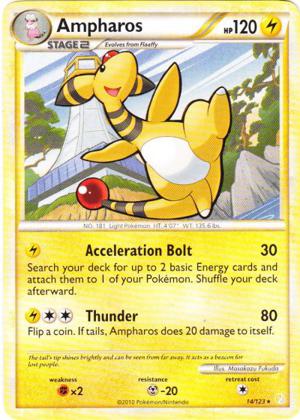 Ampharos HP 120
STAGE 2 Evolves from Flaaffy
NO. 181 Light Pokémon HT: 4'07" WT: 135.6 lbs.
Acceleration Bolt 30
Search your deck for up to 2 basic Energy cards and
attach them to 1 of your Pokémon. Shuffle your deck
afterward.
Thunder 80
Flip a coin. If tails, Ampharos does 20 damage to itself.
The tail's tip shines brightly and can be seen from far away. It acts as a beacon for
lost people.
Illus. Masakazu Fukuda
weakness resistance retreat cost
×2 -20
©2010 Pokémon/Nintendo 14/123 ★